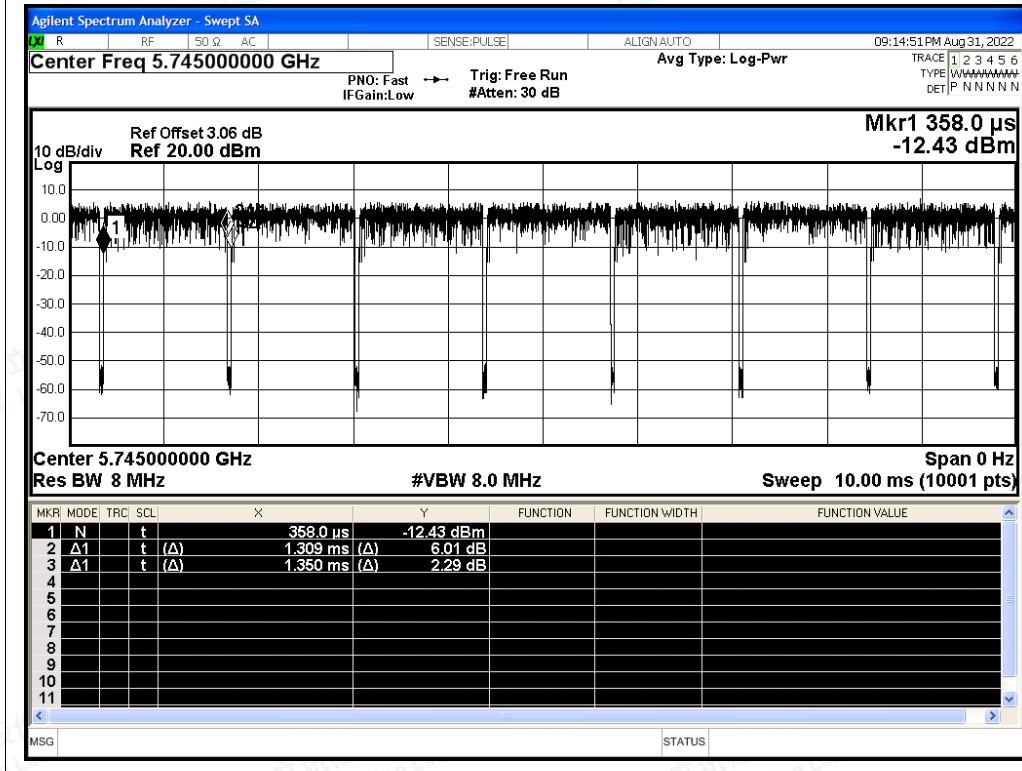 Agilent Spectrum Analyzer - Swept SA
LXI R RF 50 Ω AC SENSE:PULSE ALIGN AUTO 09:14:51 PM Aug 31, 2022
Center Freq 5.745000000 GHz
PNO: Fast Trig: Free Run Avg Type: Log-Pwr
IFGain:Low #Atten: 30 dB
TRACE 1 2 3 4 5 6
TYPE W
DET P N N N N N
Mkr1 358.0 µs
-12.43 dBm
Ref Offset 3.06 dB
10 dB/div Ref 20.00 dBm
Log
10.0
0.00
-10.0
-20.0
-30.0
-40.0
-50.0
-60.0
-70.0
1
Center 5.745000000 GHz Span 0 Hz
Res BW 8 MHz #VBW 8.0 MHz Sweep 10.00 ms (10001 pts)
MKR MODE TRC SCL X Y FUNCTION FUNCTION WIDTH FUNCTION VALUE
1 N t 358.0 µs -12.43 dBm
2 Δ1 t (Δ) 1.309 ms (Δ) 6.01 dB
3 Δ1 t (Δ) 1.350 ms (Δ) 2.29 dB
4
5
6
7
8
9
10
11
MSG STATUS